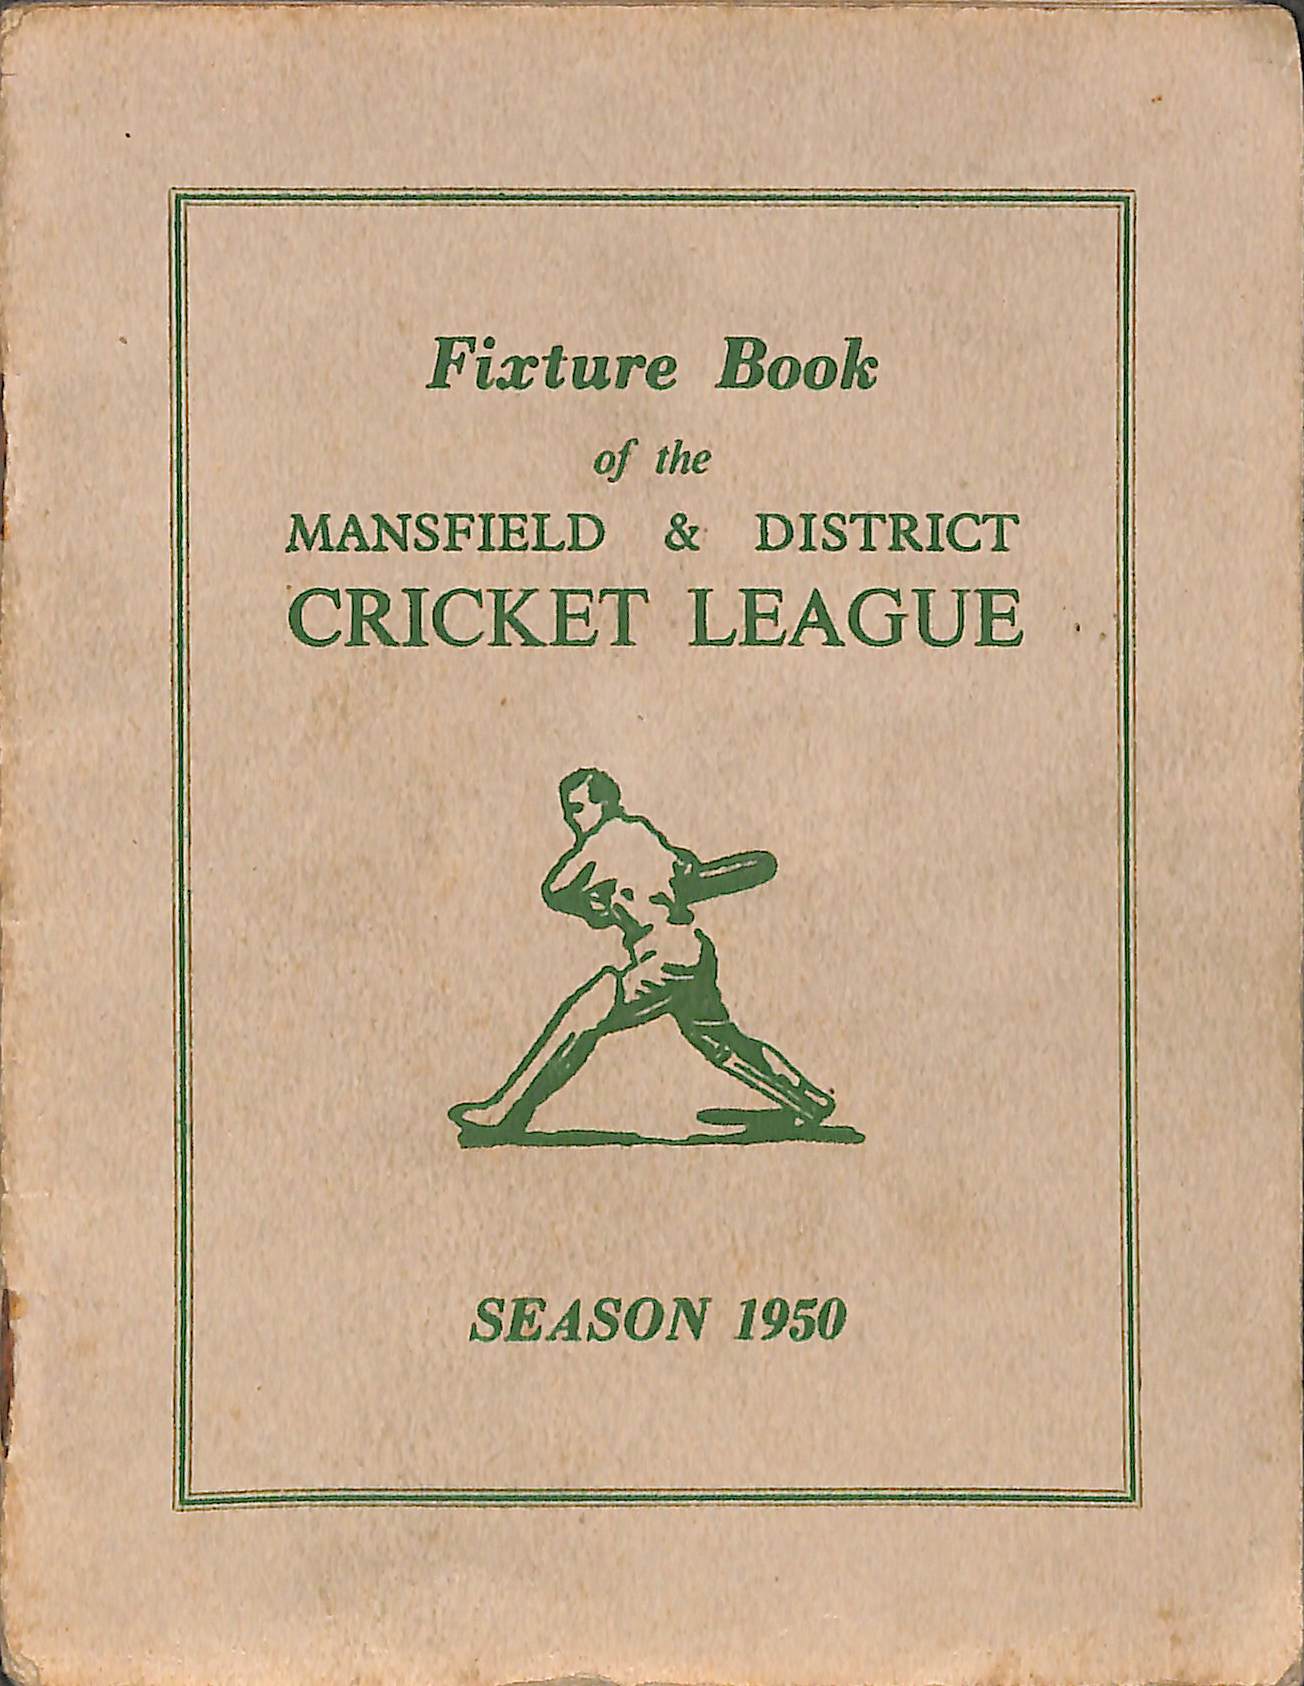 Fixture Book
of the
MANSFIELD & DISTRICT
CRICKET LEAGUE
SEASON 1950